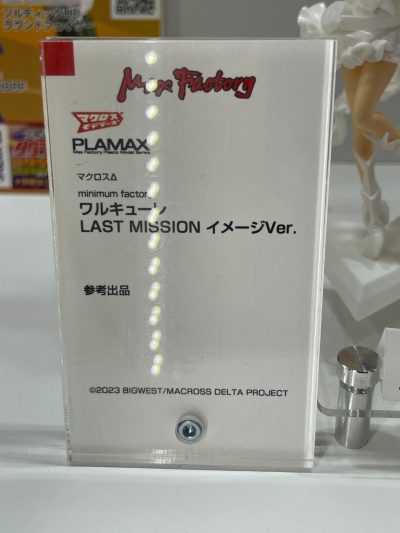 Max Factory
マクロス
モデラーズ
PLAMAX
Max Factory Plastic Model Series
マクロスΔ
minimum factory
ワルキューレ
LAST MISSION イメージVer.
参考出品
©2023 BIGWEST/MACROSS DELTA PROJECT